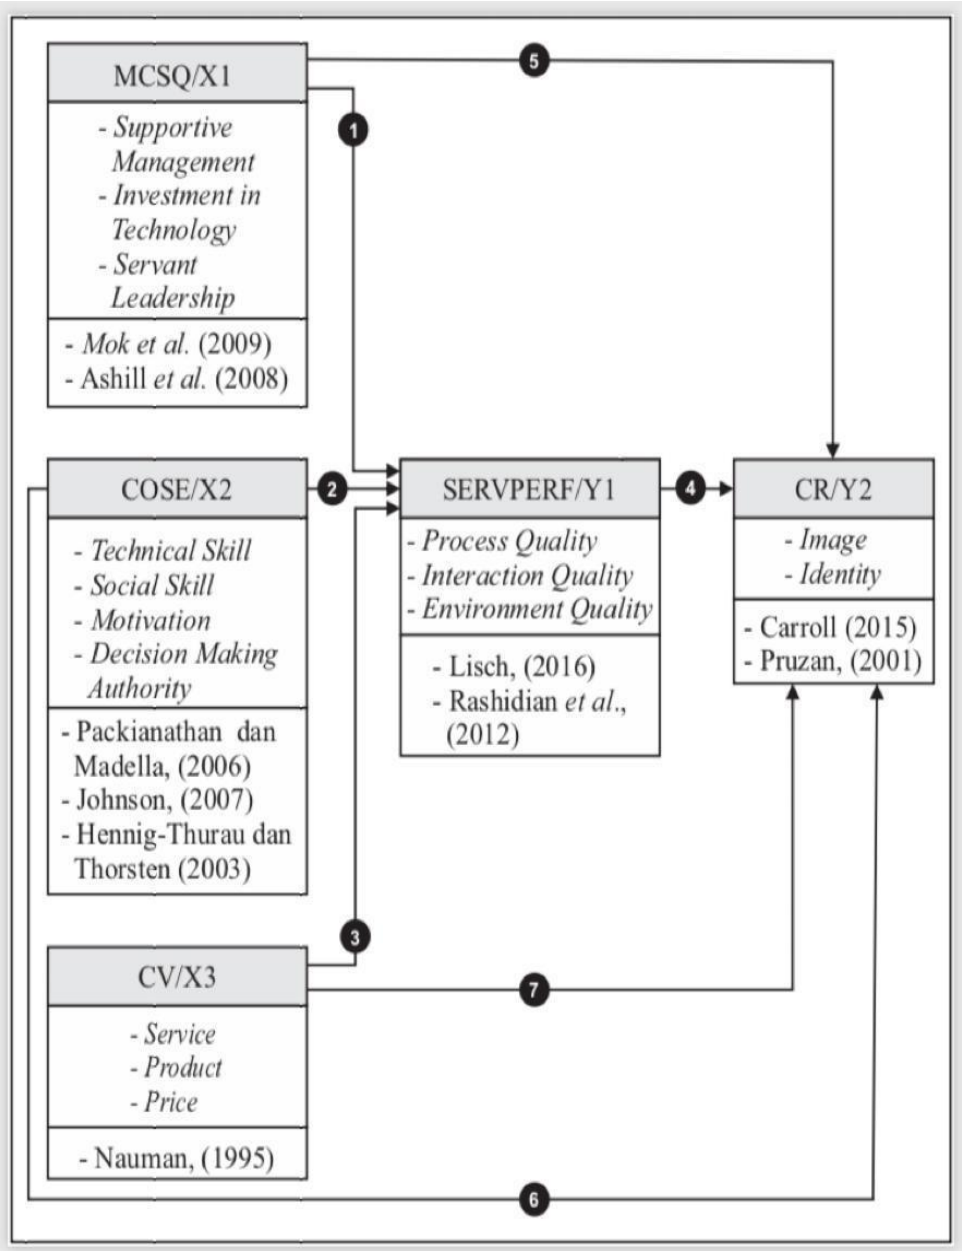 MCSQ/X1
- Supportive
Management
- Investment in
Technology
- Servant
Leadership
- Mok et al. (2009)
- Ashill et al. (2008)
5
1
COSE/X2
- Technical Skill
- Social Skill
- Motivation
- Decision Making
Authority
- Packianathan dan
Madella, (2006)
- Johnson, (2007)
- Hennig-Thurau dan
Thorsten (2003)
2
SERVPERF/Y1
- Process Quality
- Interaction Quality
- Environment Quality
- Lisch, (2016)
- Rashidian et al.,
(2012)
4
CR/Y2
- Image
- Identity
- Carroll (2015)
- Pruzan, (2001)
3
CV/X3
- Service
- Product
- Price
- Nauman, (1995)
7
6